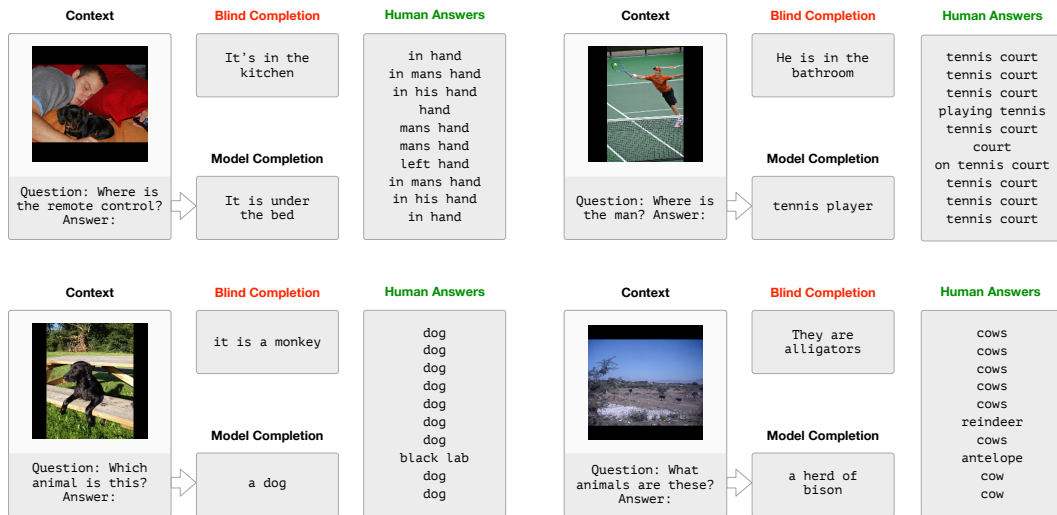 Context
Blind Completion
Human Answers
It's in the
kitchen
Model Completion
Question: Where is
the remote control?
Answer:
It is under
the bed
in hand
in mans hand
in his hand
hand
mans hand
mans hand
left hand
in mans hand
in his hand
in hand
Context
Blind Completion
Human Answers
He is in the
bathroom
Model Completion
Question: Where is
the man? Answer:
tennis player
tennis court
tennis court
tennis court
playing tennis
tennis court
court
on tennis court
tennis court
tennis court
tennis court
Context
Blind Completion
Human Answers
it is a monkey
Model Completion
Question: Which
animal is this?
Answer:
a dog
dog
dog
dog
dog
dog
dog
dog
black lab
dog
dog
Context
Blind Completion
Human Answers
They are
alligators
Model Completion
Question: What
animals are these?
Answer:
a herd of
bison
cows
cows
cows
cows
cows
reindeer
cows
antelope
cow
cow